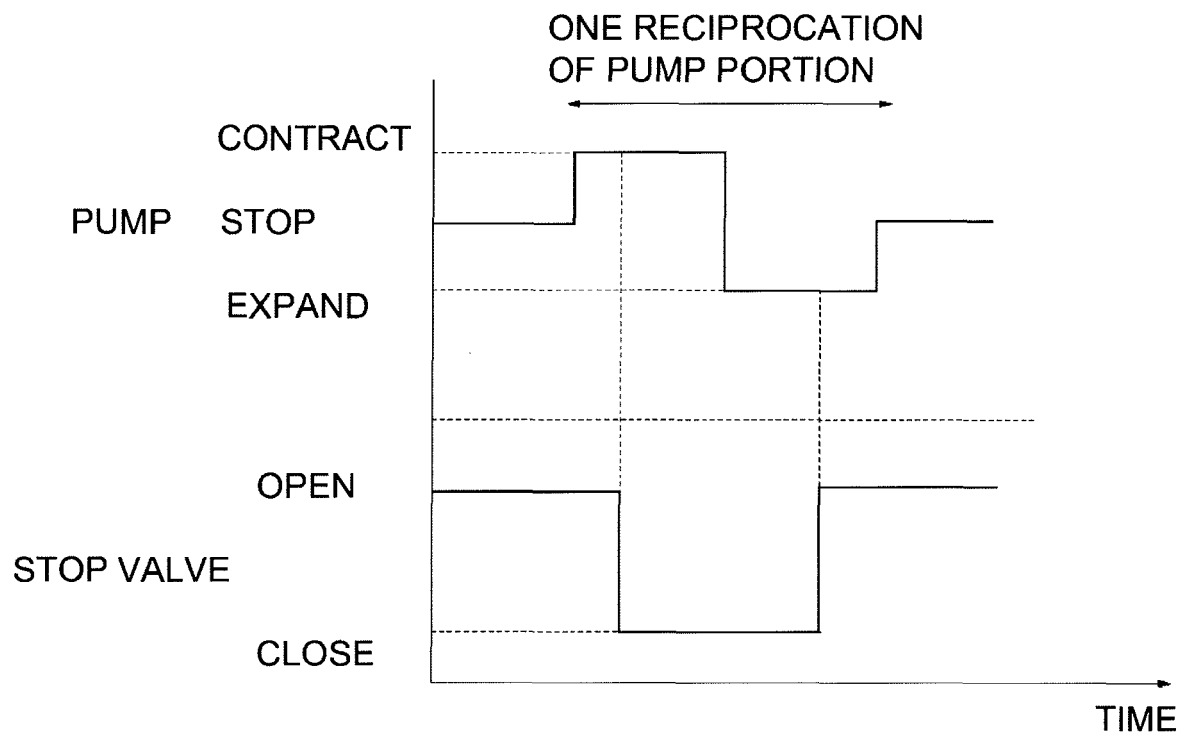 ONE RECIPROCATION
OF PUMP PORTION
CONTRACT
PUMP STOP
EXPAND
OPEN
STOP VALVE
CLOSE
TIME